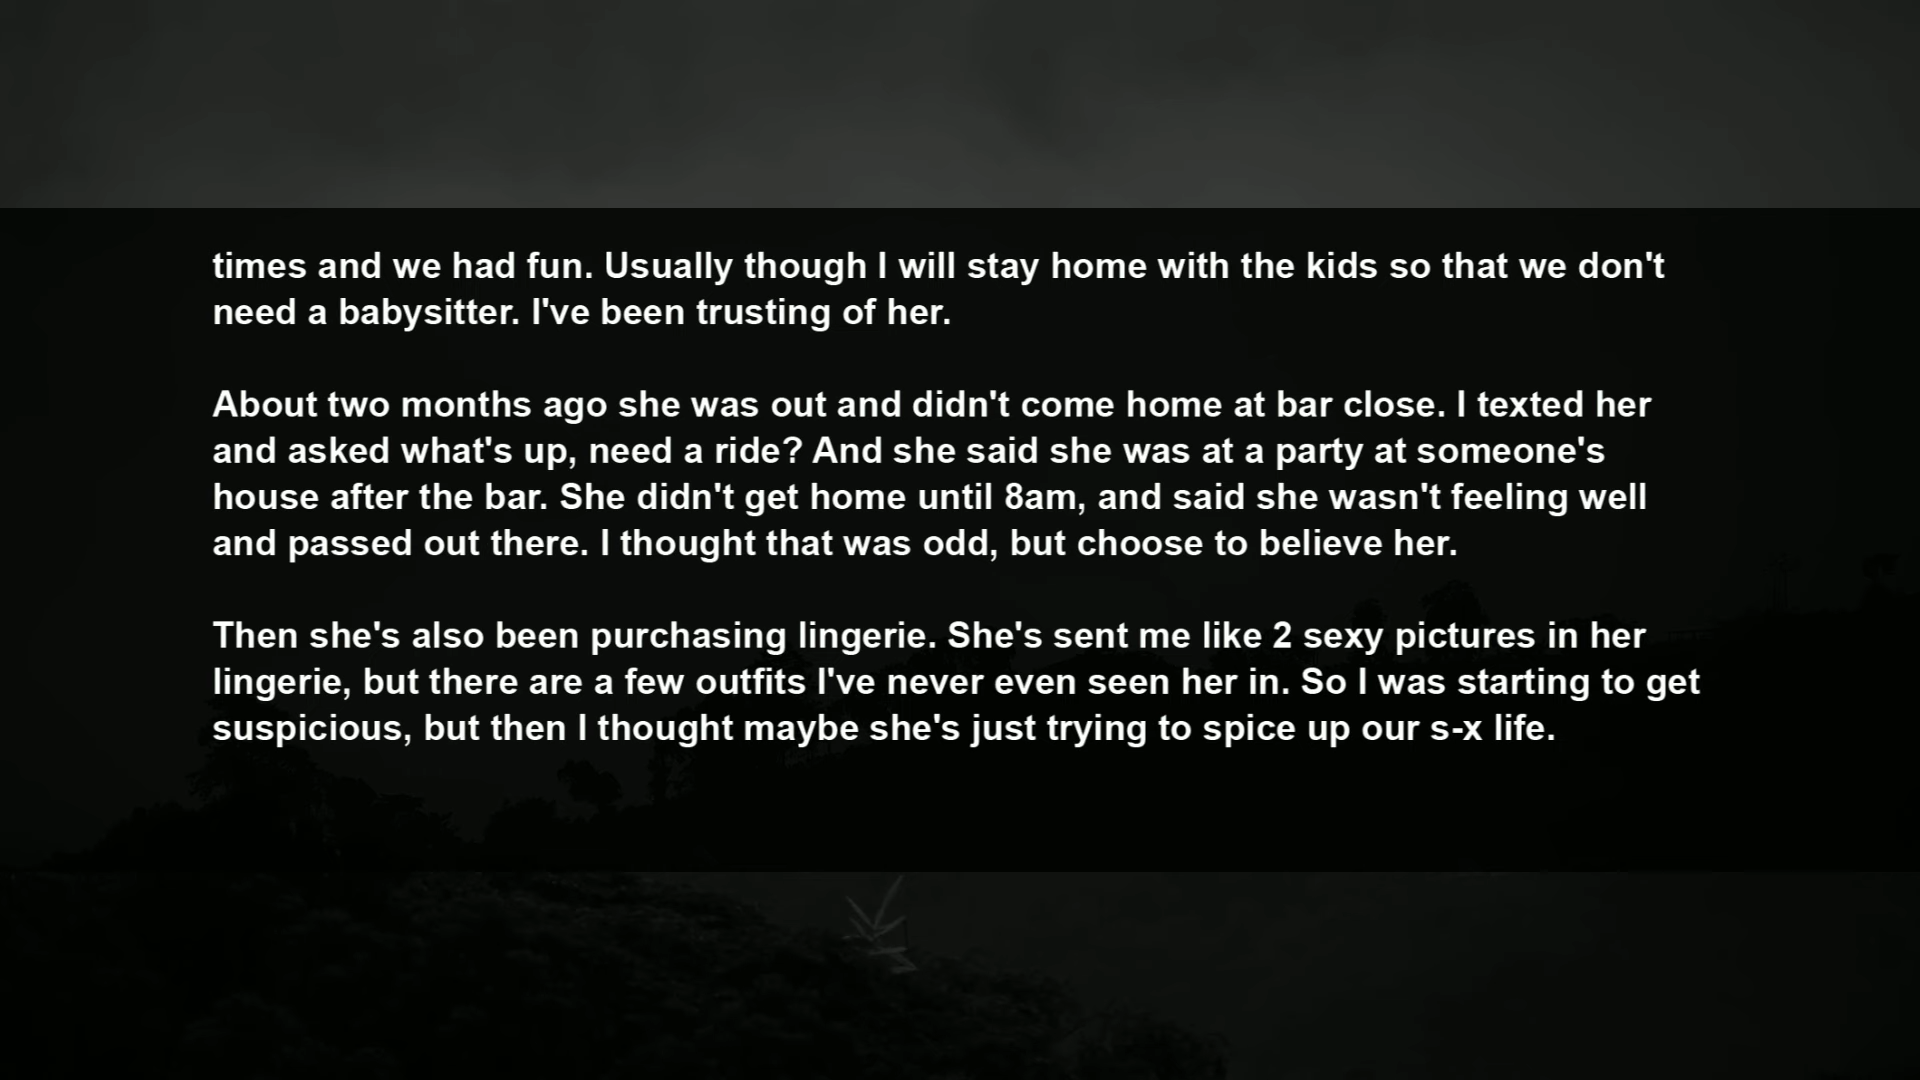 times and we had fun. Usually though I will stay home with the kids so that we don't
need a babysitter. I've been trusting of her.
About two months ago she was out and didn't come home at bar close. I texted her
and asked what's up, need a ride? And she said she was at a party at someone's
house after the bar. She didn't get home until 8am, and said she wasn't feeling well
and passed out there. I thought that was odd, but choose to believe her.
Then she's also been purchasing lingerie. She's sent me like 2 sexy pictures in her
lingerie, but there are a few outfits I've never even seen her in. So I was starting to get
suspicious, but then I thought maybe she's just trying to spice up our s-x life.